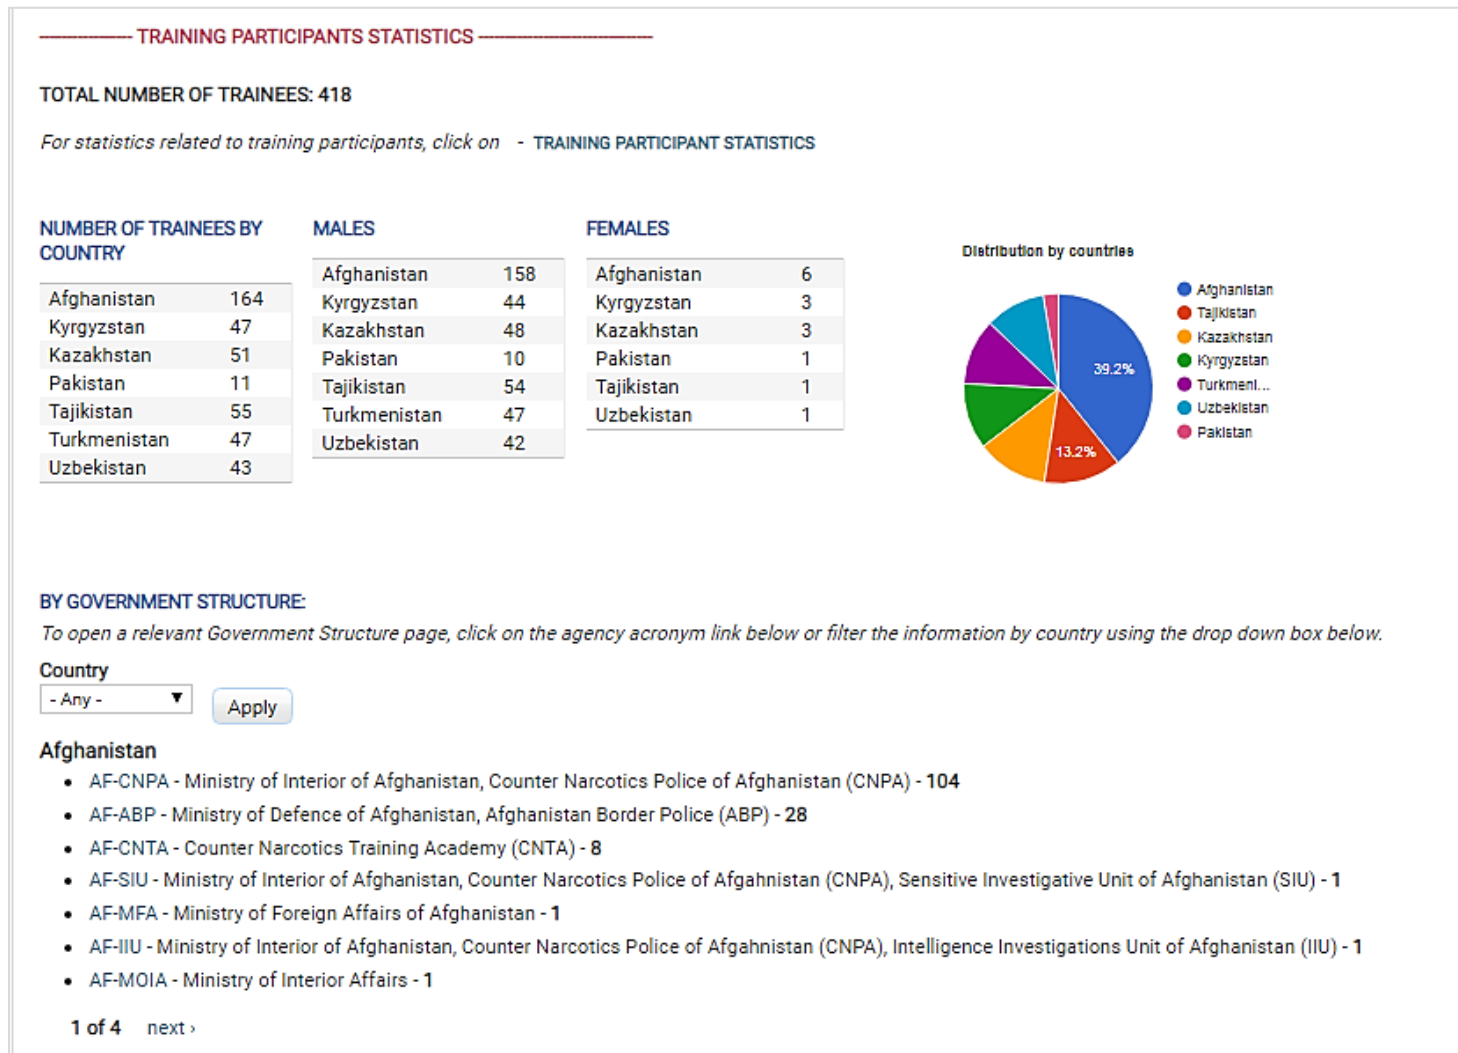 TRAINING PARTICIPANTS STATISTICS
TOTAL NUMBER OF TRAINEES: 418
For statistics related to training participants, click on - TRAINING PARTICIPANT STATISTICS
NUMBER OF TRAINEES BY
COUNTRY
Afghanistan 164
Kyrgyzstan 47
Kazakhstan 51
Pakistan 11
Tajikistan 55
Turkmenistan 47
Uzbekistan 43
MALES
Afghanistan 158
Kyrgyzstan 44
Kazakhstan 48
Pakistan 10
Tajikistan 54
Turkmenistan 47
Uzbekistan 42
FEMALES
Afghanistan 6
Kyrgyzstan 3
Kazakhstan 3
Pakistan 1
Tajikistan 1
Uzbekistan 1
Distribution by countries
39.2%
13.2%
Afghanistan
Tajikistan
Kazakhstan
Kyrgyzstan
Turkmeni...
Uzbekistan
Pakistan
BY GOVERNMENT STRUCTURE:
To open a relevant Government Structure page, click on the agency acronym link below or filter the information by country using the drop down box below.
Country
- Any -
Apply
Afghanistan
• AF-CNPA - Ministry of Interior of Afghanistan, Counter Narcotics Police of Afghanistan (CNPA) - 104
• AF-ABP - Ministry of Defence of Afghanistan, Afghanistan Border Police (ABP) - 28
• AF-CNTA - Counter Narcotics Training Academy (CNTA) - 8
• AF-SIU - Ministry of Interior of Afghanistan, Counter Narcotics Police of Afgahnistan (CNPA), Sensitive Investigative Unit of Afghanistan (SIU) - 1
• AF-MFA - Ministry of Foreign Affairs of Afghanistan - 1
• AF-IIU - Ministry of Interior of Afghanistan, Counter Narcotics Police of Afgahnistan (CNPA), Intelligence Investigations Unit of Afghanistan (IIU) - 1
• AF-MOIA - Ministry of Interior Affairs - 1
1 of 4 next ›